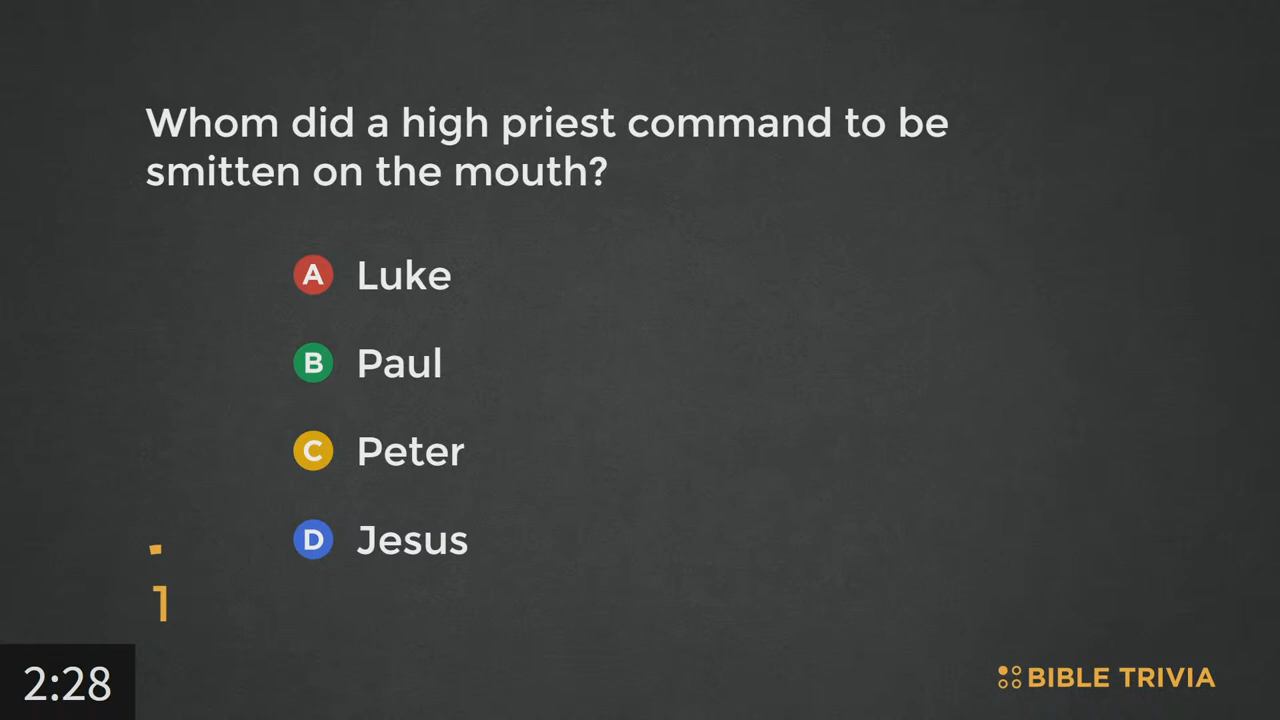 Whom did a high priest command to be
smitten on the mouth?
A Luke
B Paul
C Peter
D Jesus
1
2:28
BIBLE TRIVIA